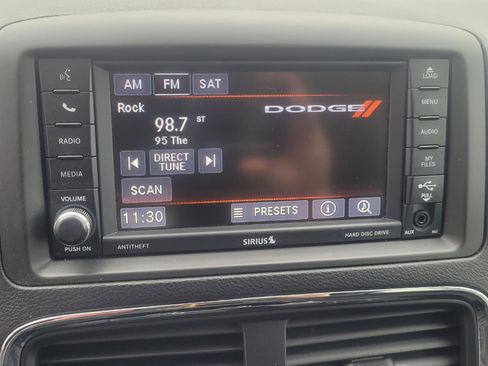 AM FM SAT
LOAD
Rock
DODGE
MENU
98.7 ST
95 The
RADIO
AUDIO
DIRECT
TUNE
MY
FILES
MEDIA
SCAN
VOLUME
PULL
11:30
PRESETS
PUSH ON
ANTITHEFT
SIRIUS
HARD DISC DRIVE
AUX